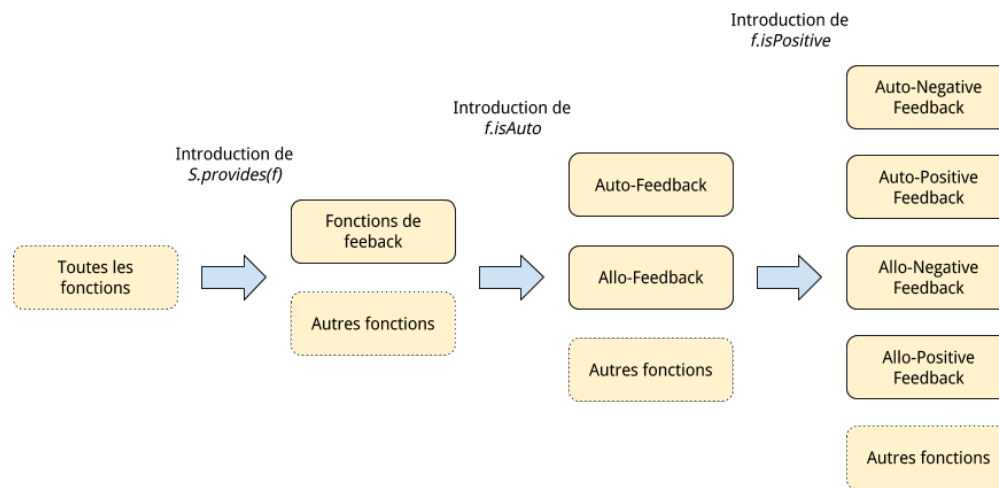 Introduction de
f.isPositive
Auto-Negative
Feedback
Introduction de
f.isAuto
Auto-Positive
Feedback
Introduction de
S.provides(f)
Auto-Feedback
Fonctions de
feeback
Toutes les
fonctions
Allo-Feedback
Allo-Negative
Feedback
Autres fonctions
Autres fonctions
Allo-Positive
Feedback
Autres fonctions